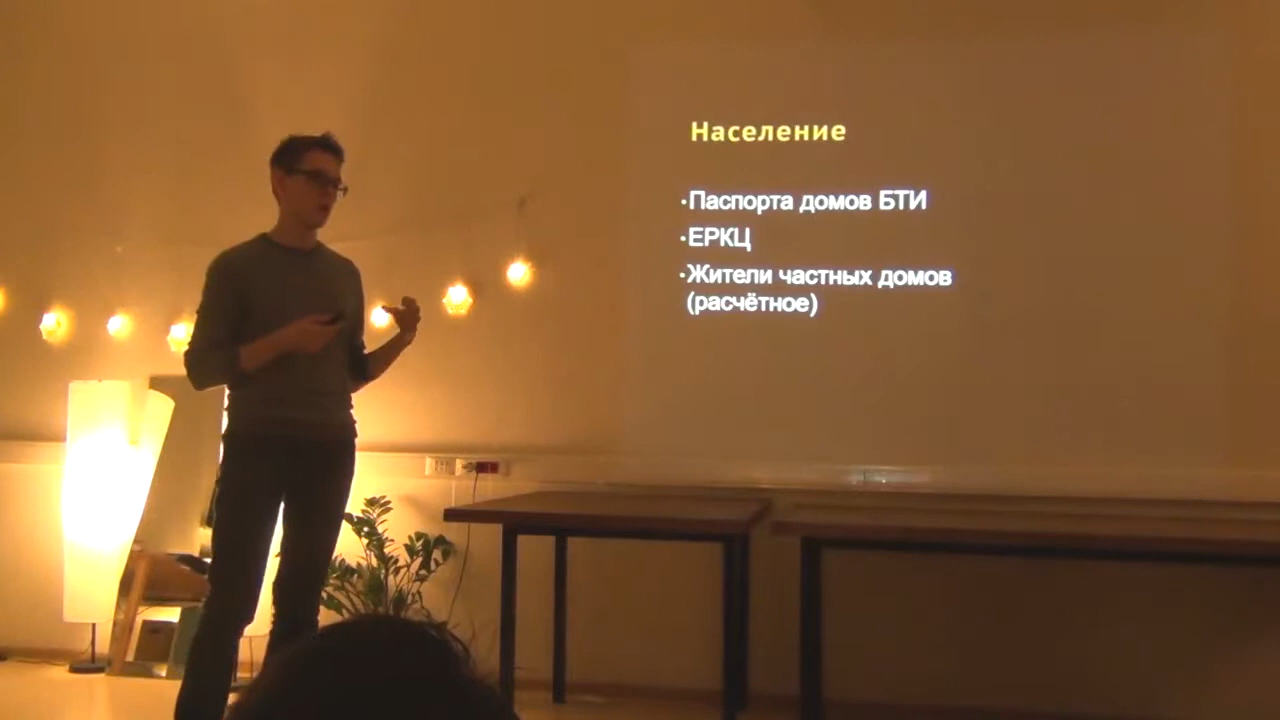 Население
•Паспорта домов БТИ
•ЕРКЦ
•Жители частных домов
(расчётное)